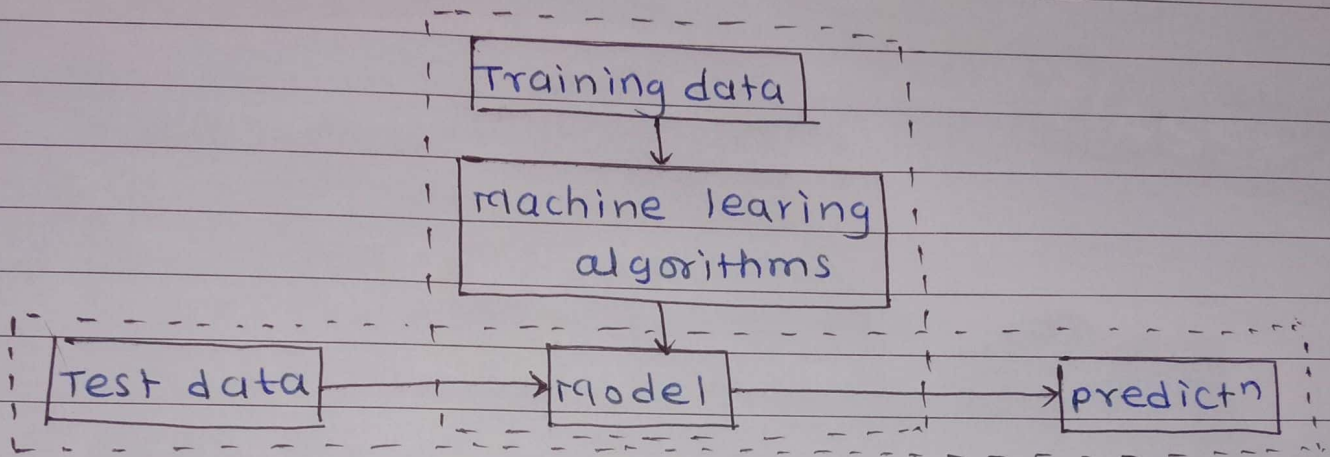 Training data
Machine learing
algorithms
Test data
Model
predictn